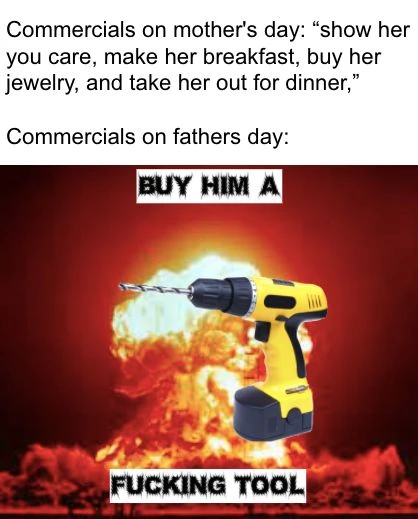 Commercials on mother's day: “show her
you care, make her breakfast, buy her
jewelry, and take her out for dinner,”
Commercials on fathers day:
BUY HIM A
FUCKING TOOL